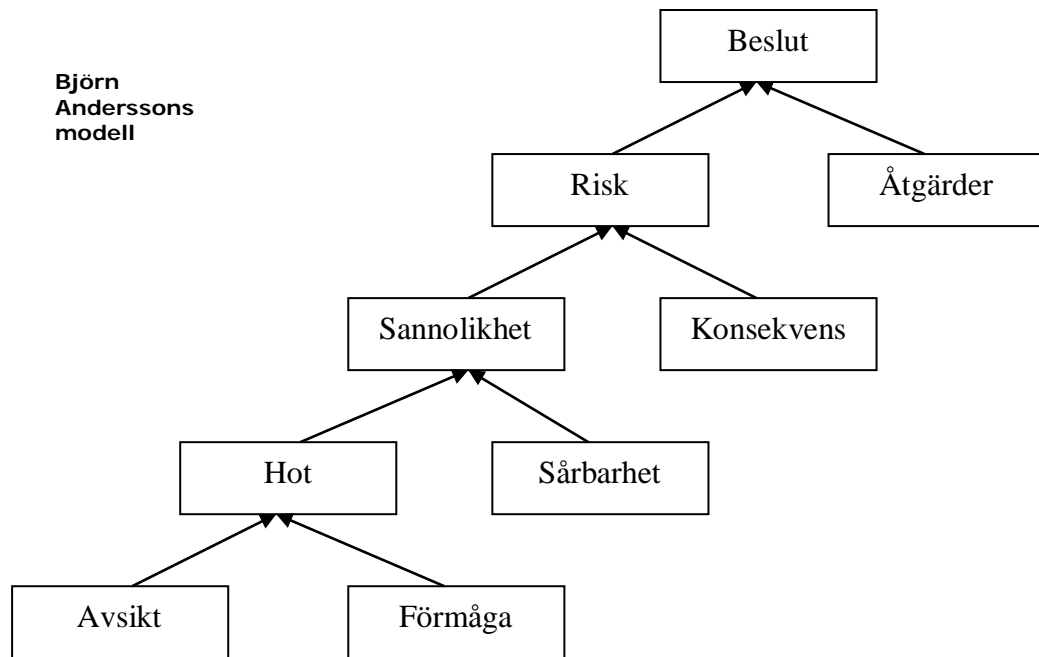 Beslut
Björn
Anderssons
modell
Risk
Åtgärder
Sannolikhet
Konsekvens
Hot
Sårbarhet
Avsikt
Förmåga